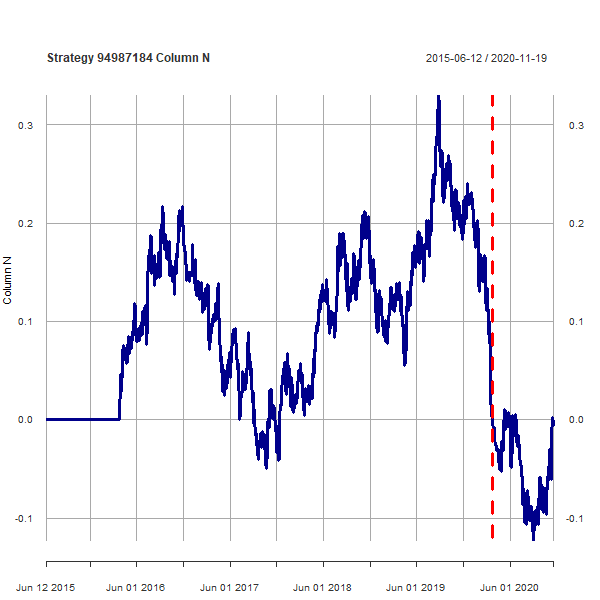 Strategy 94987184 Column N 2015-06-12 / 2020-11-19
0.3 0.3
0.2 0.2
0.1 0.1
0.0 0.0
-0.1 -0.1
Column N
Jun 12 2015 Jun 01 2016 Jun 01 2017 Jun 01 2018 Jun 01 2019 Jun 01 2020